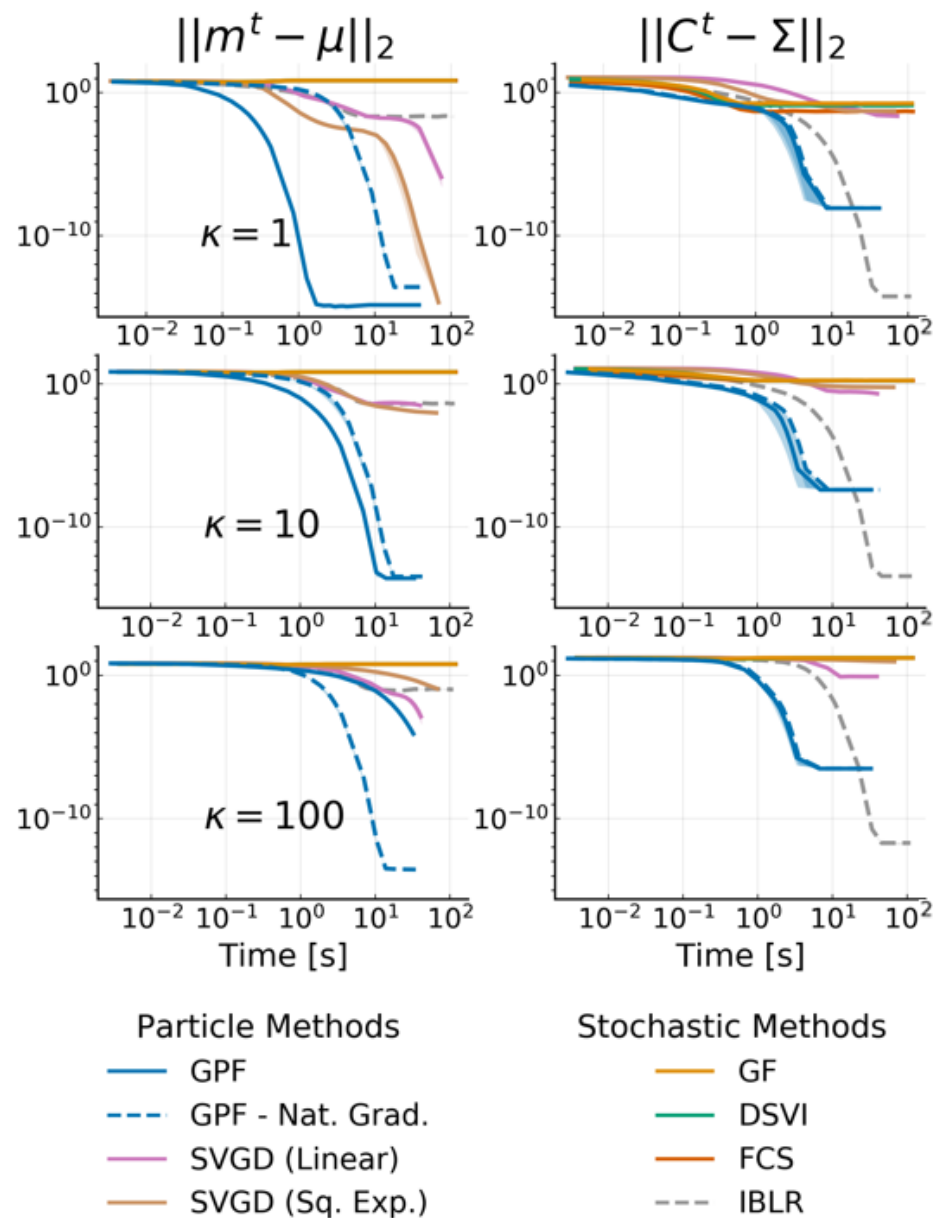 ||m^t − μ||₂ ||C^t − Σ||₂
10^0 10^0
10^−10 κ = 1 10^−10
10^−2 10^−1 10^0 10^1 10^2 10^−2 10^−1 10^0 10^1 10^2
10^0 10^0
10^−10 κ = 10 10^−10
10^−2 10^−1 10^0 10^1 10^2 10^−2 10^−1 10^0 10^1 10^2
10^0 10^0
10^−10 κ = 100 10^−10
10^−2 10^−1 10^0 10^1 10^2 10^−2 10^−1 10^0 10^1 10^2
Time [s] Time [s]
Particle Methods
GPF
GPF - Nat. Grad.
SVGD (Linear)
SVGD (Sq. Exp.)
Stochastic Methods
GF
DSVI
FCS
IBLR